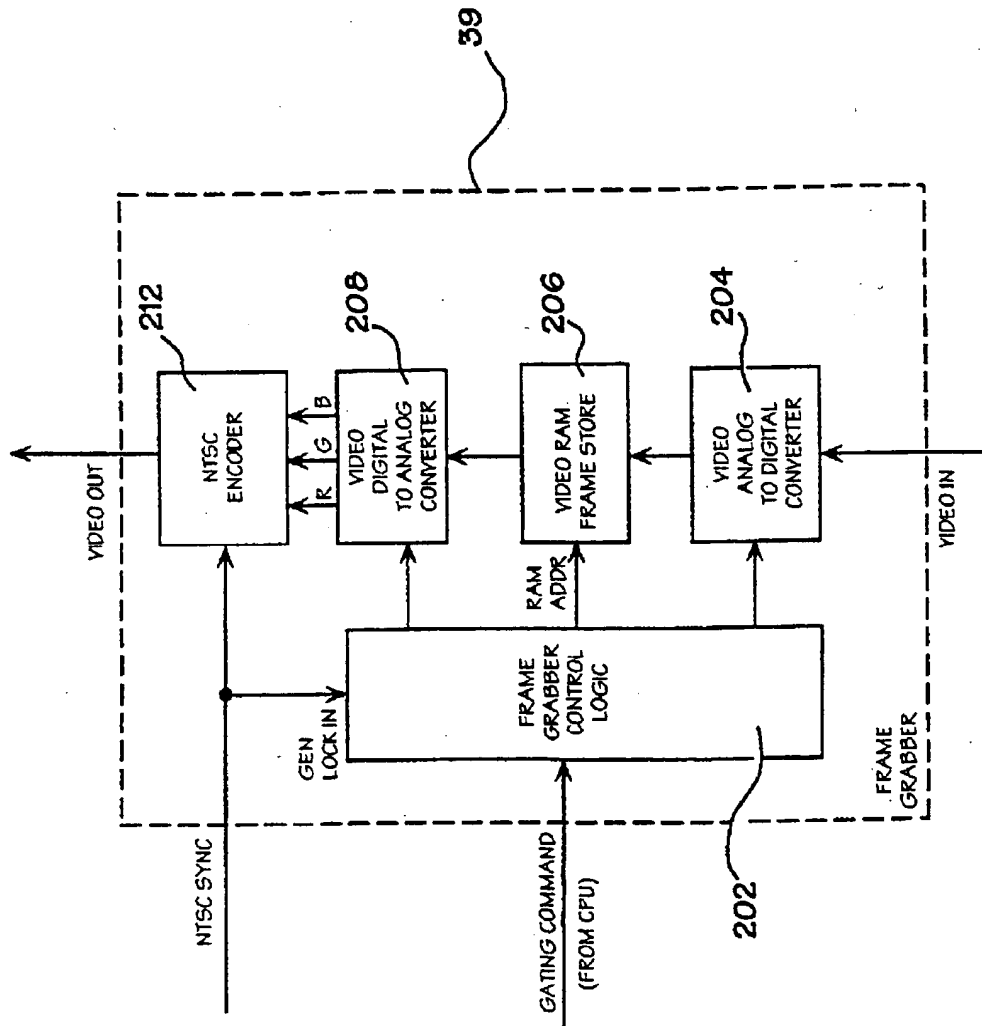 39
VIDEO OUT
212
NTSC
ENCODER
R
G
B
208
VIDEO
DIGITAL
TO ANALOG
CONVERTER
206
VIDEO RAM
FRAME STORE
204
VIDEO
ANALOG
TO DIGITAL
CONVERTER
VIDEO IN
RAM
ADDR
GEN
LOCK IN
FRAME
GRABBER
CONTROL
LOGIC
FRAME
GRABBER
NTSC SYNC
GATING COMMAND
(FROM CPU)
202